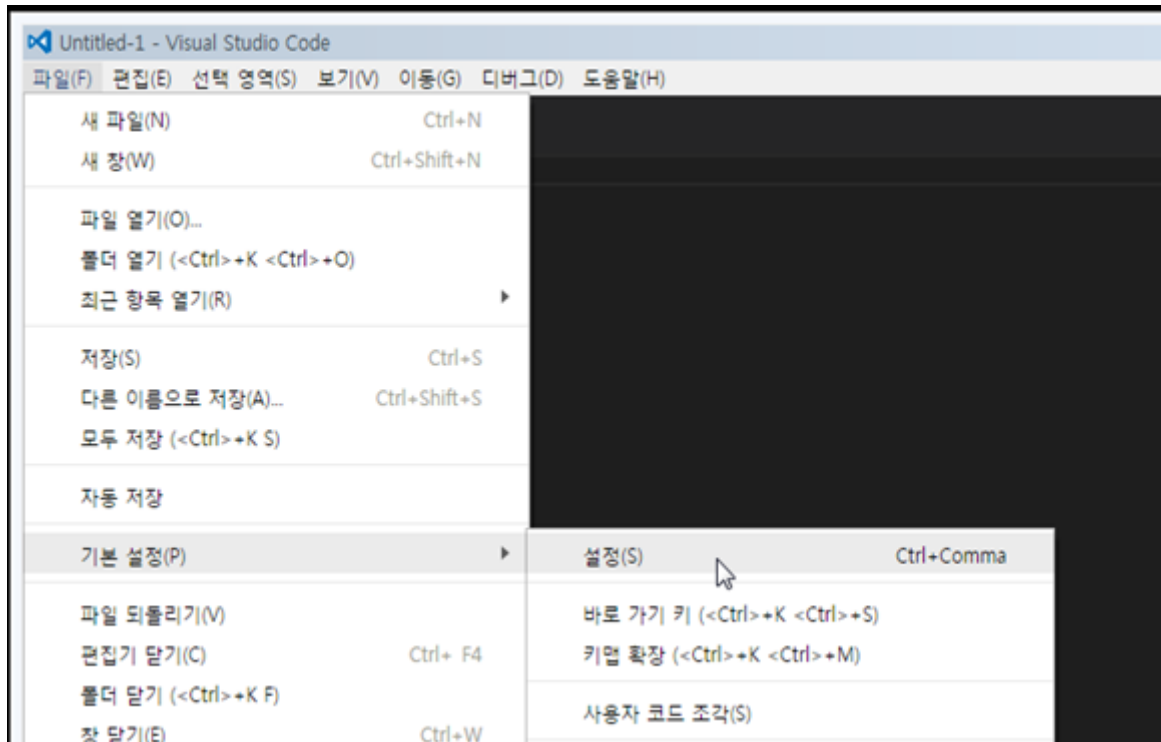 Untitled-1 - Visual Studio Code
파일(F) 편집(E) 선택 영역(S) 보기(V) 이동(G) 디버그(D) 도움말(H)
새 파일(N) Ctrl+N
새 창(W) Ctrl+Shift+N
파일 열기(O)...
폴더 열기 (<Ctrl>+K <Ctrl>+O)
최근 항목 열기(R)
저장(S) Ctrl+S
다른 이름으로 저장(A)... Ctrl+Shift+S
모두 저장 (<Ctrl>+K S)
자동 저장
기본 설정(P)
설정(S) Ctrl+Comma
파일 되돌리기(V)
바로 가기 키 (<Ctrl>+K <Ctrl>+S)
편집기 닫기(C) Ctrl+ F4
키맵 확장 (<Ctrl>+K <Ctrl>+M)
폴더 닫기 (<Ctrl>+K F)
사용자 코드 조각(S)
창 닫기(E) Ctrl+W